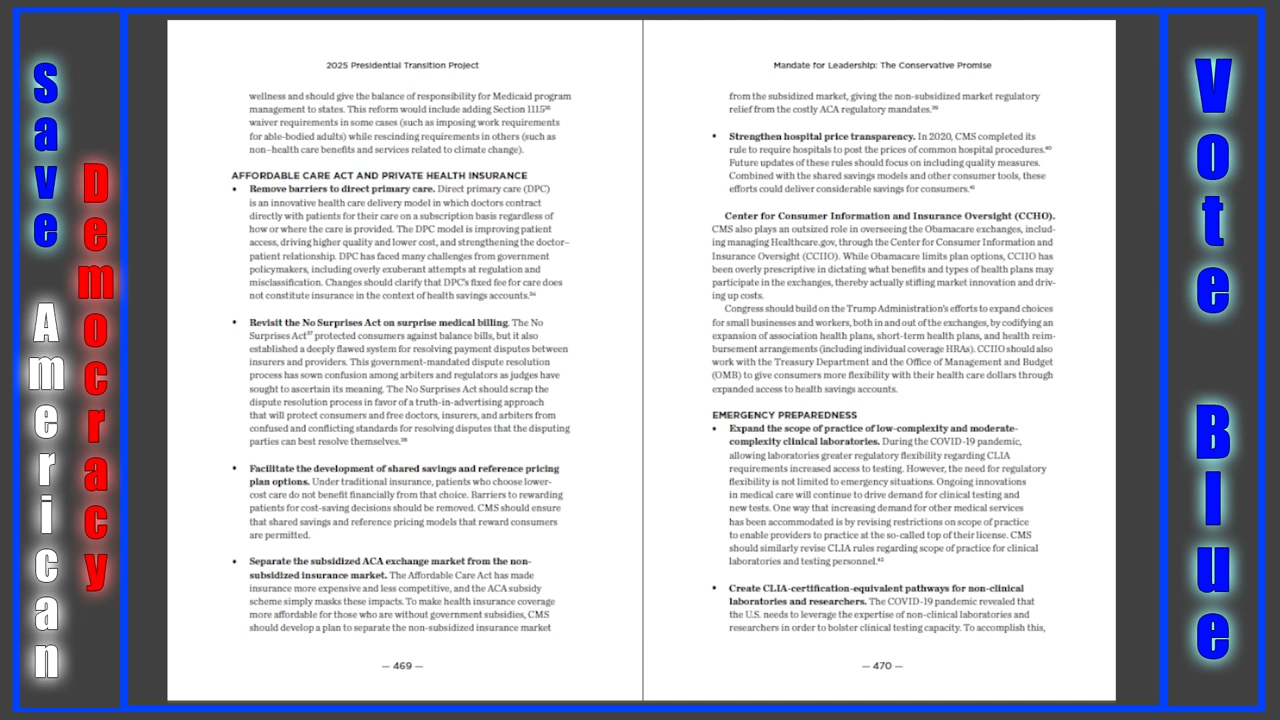 Save American
Democracy
2025 Presidential Transition Project
wellness and should give the balance of responsibility for Medicaid program
management to states. This reform would include adding Section 1115³⁵
waiver requirements in some cases (such as imposing work requirements
for able-bodied adults) while rescinding requirements in others (such as
non–health care benefits and services related to climate change).
AFFORDABLE CARE ACT AND PRIVATE HEALTH INSURANCE
• Remove barriers to direct primary care. Direct primary care (DPC)
is an innovative health care delivery model in which doctors contract
directly with patients for their care on a subscription basis regardless of
how or where the care is provided. The DPC model is improving patient
access, driving higher quality and lower cost, and strengthening the doctor–
patient relationship. DPC has faced many challenges from government
policymakers, including overly exuberant attempts at regulation and
misclassification. Changes should clarify that DPC's fixed fee for care does
not constitute insurance in the context of health savings accounts.³⁶
• Revisit the No Surprises Act on surprise medical billing. The No
Surprises Act³⁷ protected consumers against balance bills, but it also
established a deeply flawed system for resolving payment disputes between
insurers and providers. This government-mandated dispute resolution
process has sown confusion among arbiters and regulators as judges have
sought to ascertain its meaning. The No Surprises Act should scrap the
dispute resolution process in favor of a truth-in-advertising approach
that will protect consumers and free doctors, insurers, and arbiters from
confused and conflicting standards for resolving disputes that the disputing
parties can best resolve themselves.³⁸
• Facilitate the development of shared savings and reference pricing
plan options. Under traditional insurance, patients who choose lower-
cost care do not benefit financially from that choice. Barriers to rewarding
patients for cost-saving decisions should be removed. CMS should ensure
that shared savings and reference pricing models that reward consumers
are permitted.
• Separate the subsidized ACA exchange market from the non-
subsidized insurance market. The Affordable Care Act has made
insurance more expensive and less competitive, and the ACA subsidy
scheme simply masks these impacts. To make health insurance coverage
more affordable for those who are without government subsidies, CMS
should develop a plan to separate the non-subsidized insurance market
— 469 —
Mandate for Leadership: The Conservative Promise
from the subsidized market, giving the non-subsidized market regulatory
relief from the costly ACA regulatory mandates.³⁹
• Strengthen hospital price transparency. In 2020, CMS completed its
rule to require hospitals to post the prices of common hospital procedures.⁴⁰
Future updates of these rules should focus on including quality measures.
Combined with the shared savings models and other consumer tools, these
efforts could deliver considerable savings for consumers.⁴¹
Center for Consumer Information and Insurance Oversight (CCHO).
CMS also plays an outsized role in overseeing the Obamacare exchanges, includ-
ing managing Healthcare.gov, through the Center for Consumer Information and
Insurance Oversight (CCIIO). While Obamacare limits plan options, CCIIO has
been overly prescriptive in dictating what benefits and types of health plans may
participate in the exchanges, thereby actually stifling market innovation and driv-
ing up costs.
Congress should build on the Trump Administration's efforts to expand choices
for small businesses and workers, both in and out of the exchanges, by codifying an
expansion of association health plans, short-term health plans, and health reim-
bursement arrangements (including individual coverage HRAs). CCIIO should also
work with the Treasury Department and the Office of Management and Budget
(OMB) to give consumers more flexibility with their health care dollars through
expanded access to health savings accounts.
EMERGENCY PREPAREDNESS
• Expand the scope of practice of low-complexity and moderate-
complexity clinical laboratories. During the COVID-19 pandemic,
allowing laboratories greater regulatory flexibility regarding CLIA
requirements increased access to testing. However, the need for regulatory
flexibility is not limited to emergency situations. Ongoing innovations
in medical care will continue to drive demand for clinical testing and
new tests. One way that increasing demand for other medical services
has been accommodated is by revising restrictions on scope of practice
to enable providers to practice at the so-called top of their license. CMS
should similarly revise CLIA rules regarding scope of practice for clinical
laboratories and testing personnel.⁴²
• Create CLIA-certification-equivalent pathways for non-clinical
laboratories and researchers. The COVID-19 pandemic revealed that
the U.S. needs to leverage the expertise of non-clinical laboratories and
researchers in order to bolster clinical testing capacity. To accomplish this,
— 470 —
Vote Blue